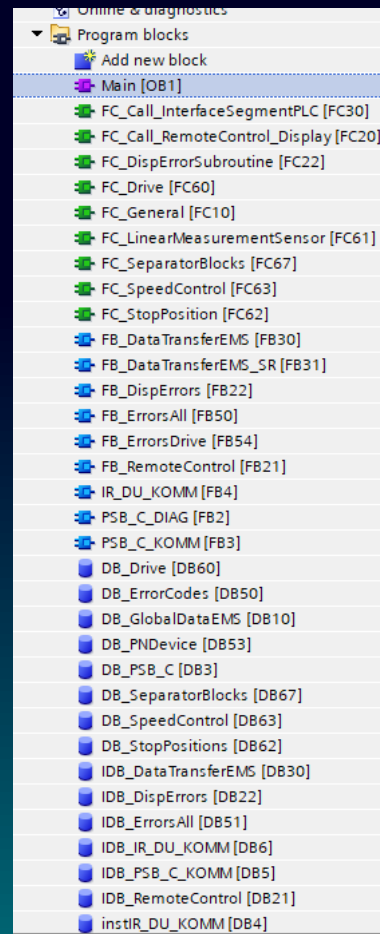 Online & diagnostics
Program blocks
Add new block
Main [OB1]
FC_Call_InterfaceSegmentPLC [FC30]
FC_Call_RemoteControl_Display [FC20]
FC_DispErrorSubroutine [FC22]
FC_Drive [FC60]
FC_General [FC10]
FC_LinearMeasurementSensor [FC61]
FC_SeparatorBlocks [FC67]
FC_SpeedControl [FC63]
FC_StopPosition [FC62]
FB_DataTransferEMS [FB30]
FB_DataTransferEMS_SR [FB31]
FB_DispErrors [FB22]
FB_ErrorsAll [FB50]
FB_ErrorsDrive [FB54]
FB_RemoteControl [FB21]
IR_DU_KOMM [FB4]
PSB_C_DIAG [FB2]
PSB_C_KOMM [FB3]
DB_Drive [DB60]
DB_ErrorCodes [DB50]
DB_GlobalDataEMS [DB10]
DB_PNDevice [DB53]
DB_PSB_C [DB3]
DB_SeparatorBlocks [DB67]
DB_SpeedControl [DB63]
DB_StopPositions [DB62]
IDB_DataTransferEMS [DB30]
IDB_DispErrors [DB22]
IDB_ErrorsAll [DB51]
IDB_IR_DU_KOMM [DB6]
IDB_PSB_C_KOMM [DB5]
IDB_RemoteControl [DB21]
instIR_DU_KOMM [DB4]